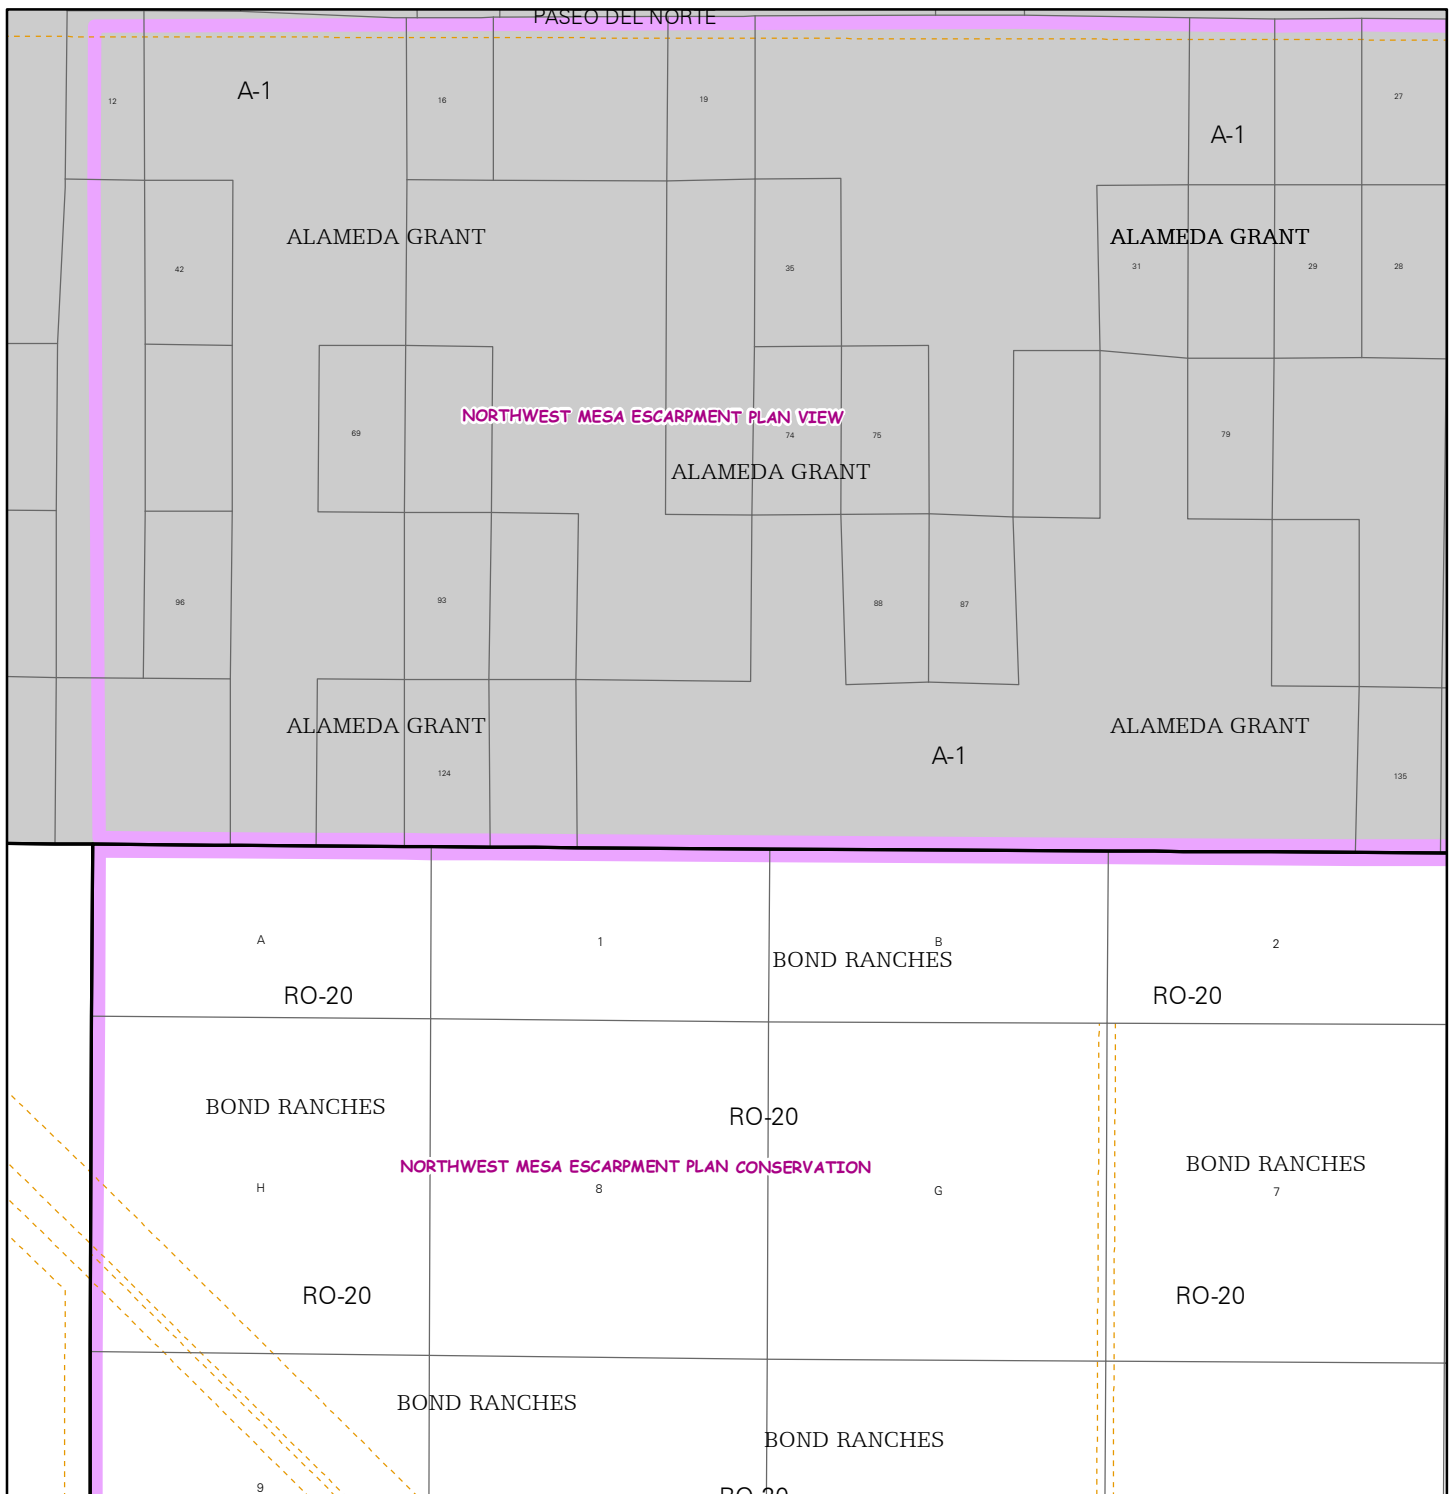 PASEO DEL NORTE
A-1
12
16
19
27
A-1
ALAMEDA GRANT
ALAMEDA GRANT
42
35
31
29
28
NORTHWEST MESA ESCARPMENT PLAN VIEW
69
74
75
79
ALAMEDA GRANT
96
93
88
87
ALAMEDA GRANT
ALAMEDA GRANT
A-1
124
135
A
1
B
2
BOND RANCHES
RO-20
RO-20
BOND RANCHES
RO-20
NORTHWEST MESA ESCARPMENT PLAN CONSERVATION
BOND RANCHES
H
8
G
7
RO-20
RO-20
BOND RANCHES
BOND RANCHES
9
RO-20